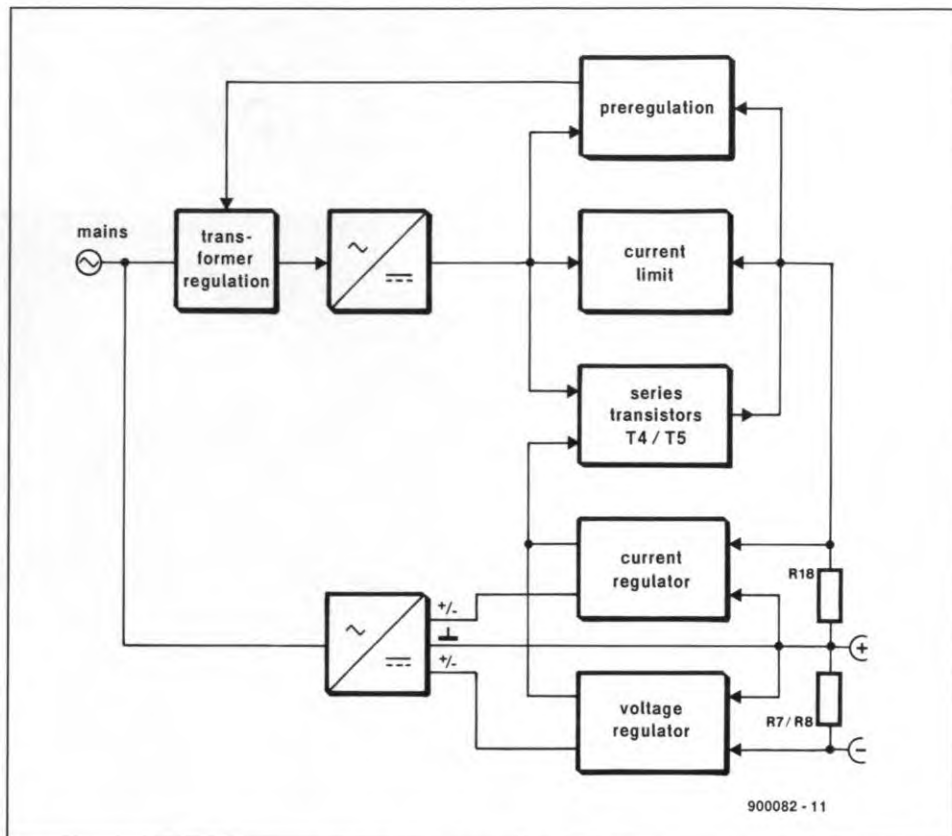 preregulation
mains
trans-
former
regulation
current
limit
series
transistors
T4 / T5
current
regulator
R18
+/-
+/-
voltage
regulator
R7 / R8
900082 - 11